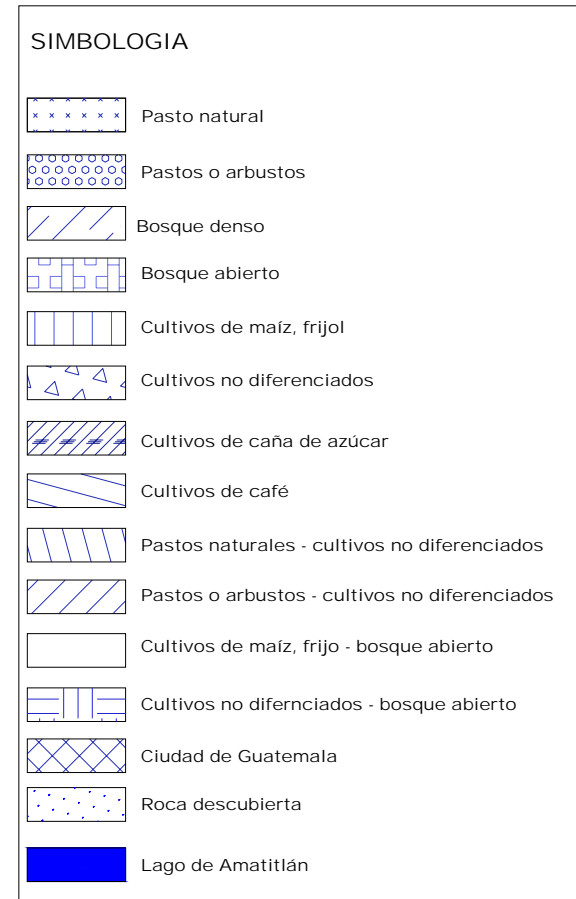 SIMBOLOGIA
Pasto natural
Pastos o arbustos
Bosque denso
Bosque abierto
Cultivos de maíz, frijol
Cultivos no diferenciados
Cultivos de caña de azúcar
Cultivos de café
Pastos naturales - cultivos no diferenciados
Pastos o arbustos - cultivos no diferenciados
Cultivos de maíz, frijo - bosque abierto
Cultivos no difernciados - bosque abierto
Ciudad de Guatemala
Roca descubierta
Lago de Amatitlán